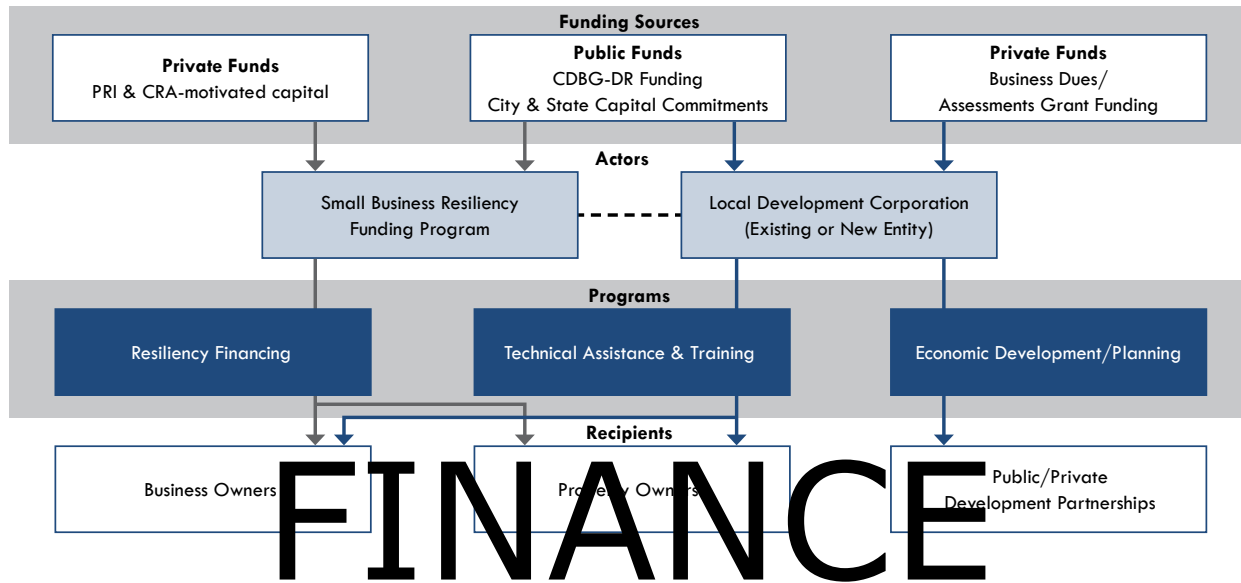 Funding Sources
Private Funds
PRI & CRA-motivated capital
Public Funds
CDBG-DR Funding
City & State Capital Commitments
Private Funds
Business Dues/
Assessments Grant Funding
Actors
Small Business Resiliency
Funding Program
Local Development Corporation
(Existing or New Entity)
Programs
Resiliency Financing
Technical Assistance & Training
Economic Development/Planning
Recipients
Business Owners
Property Owners
Public/Private
Development Partnerships
FINANCE